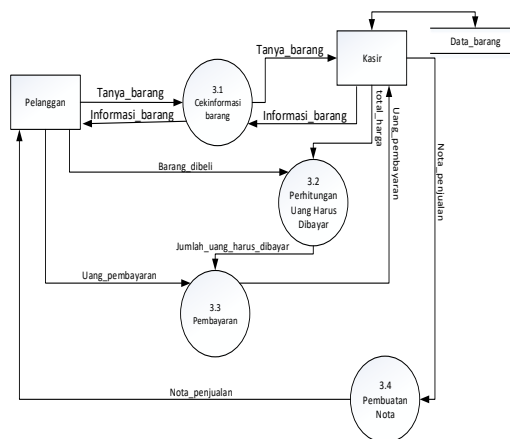 Kasir
Data_barang
Tanya_barang
Tanya_barang
3.1
Cekinformasi
barang
Pelanggan
Informasi_barang
Informasi_barang
total_harga
Uang_pembayaran
Nota_penjualan
Barang_dibeli
3.2
Perhitungan
Uang Harus
Dibayar
Jumlah_uang_harus_dibayar
Uang_pembayaran
3.3
Pembayaran
Nota_penjualan
3.4
Pembuatan
Nota